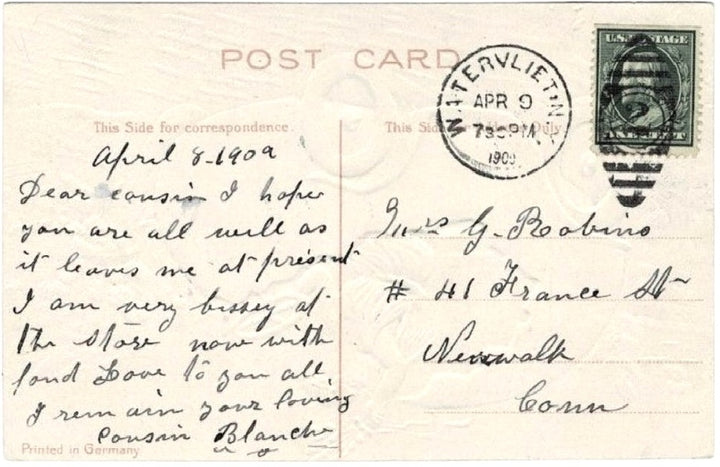 POST CARD
This Side for correspondence.
April 8-1909
Dear cousin I hope
you are all well as
it leaves me at present
I am very bissey at
the store now with
fond Love to you all
I remain your loving
Cousin Blanche
Printed in Germany
This Side Only.
WATERVLIET N.Y.
APR 9
730 PM
1909
U.S. POSTAGE
ONE CENT
Mrs G. Robino
# 41 France St
Norwalk
Conn